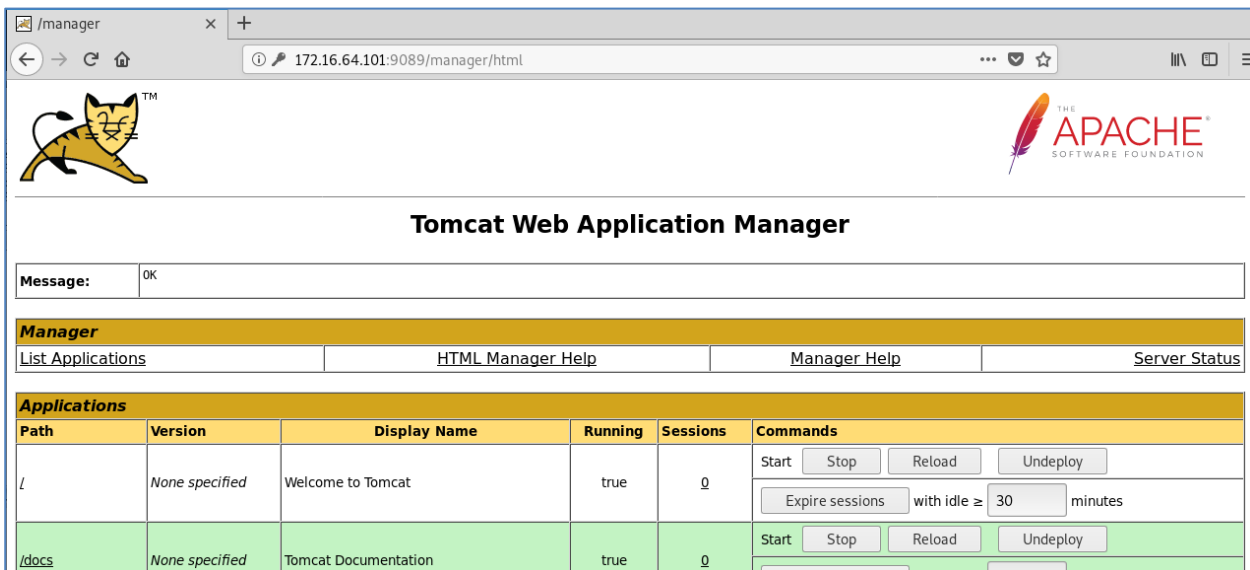 /manager
172.16.64.101:9089/manager/html
TM
THE
APACHE®
SOFTWARE FOUNDATION
Tomcat Web Application Manager
Message: OK
Manager
List Applications HTML Manager Help Manager Help Server Status
Applications
Path Version Display Name Running Sessions Commands
/ None specified Welcome to Tomcat true 0 Start Stop Reload Undeploy
Expire sessions with idle ≥ 30 minutes
/docs None specified Tomcat Documentation true 0 Start Stop Reload Undeploy